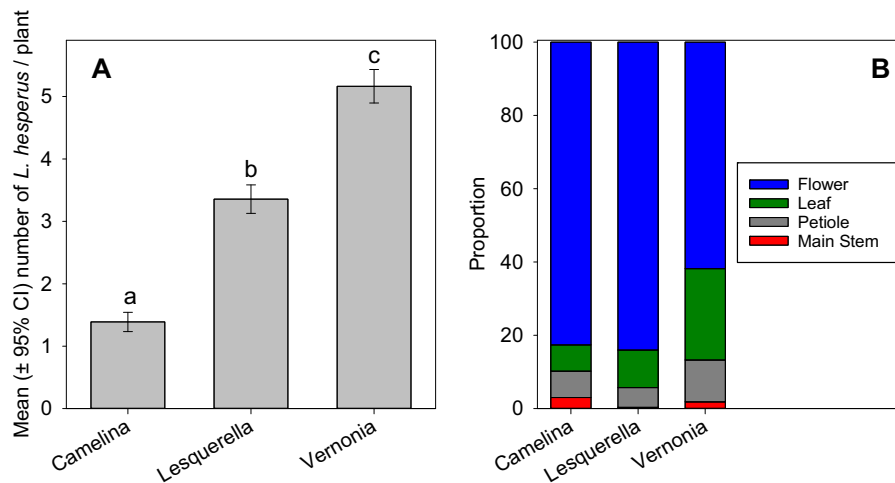 Mean (± 95% CI) number of L. hesperus / plant
A
5
4
3
2
1
0
a
b
c
Camelina
Lesquerella
Vernonia
Proportion
B
100
80
60
40
20
0
Flower
Leaf
Petiole
Main Stem
Camelina
Lesquerella
Vernonia